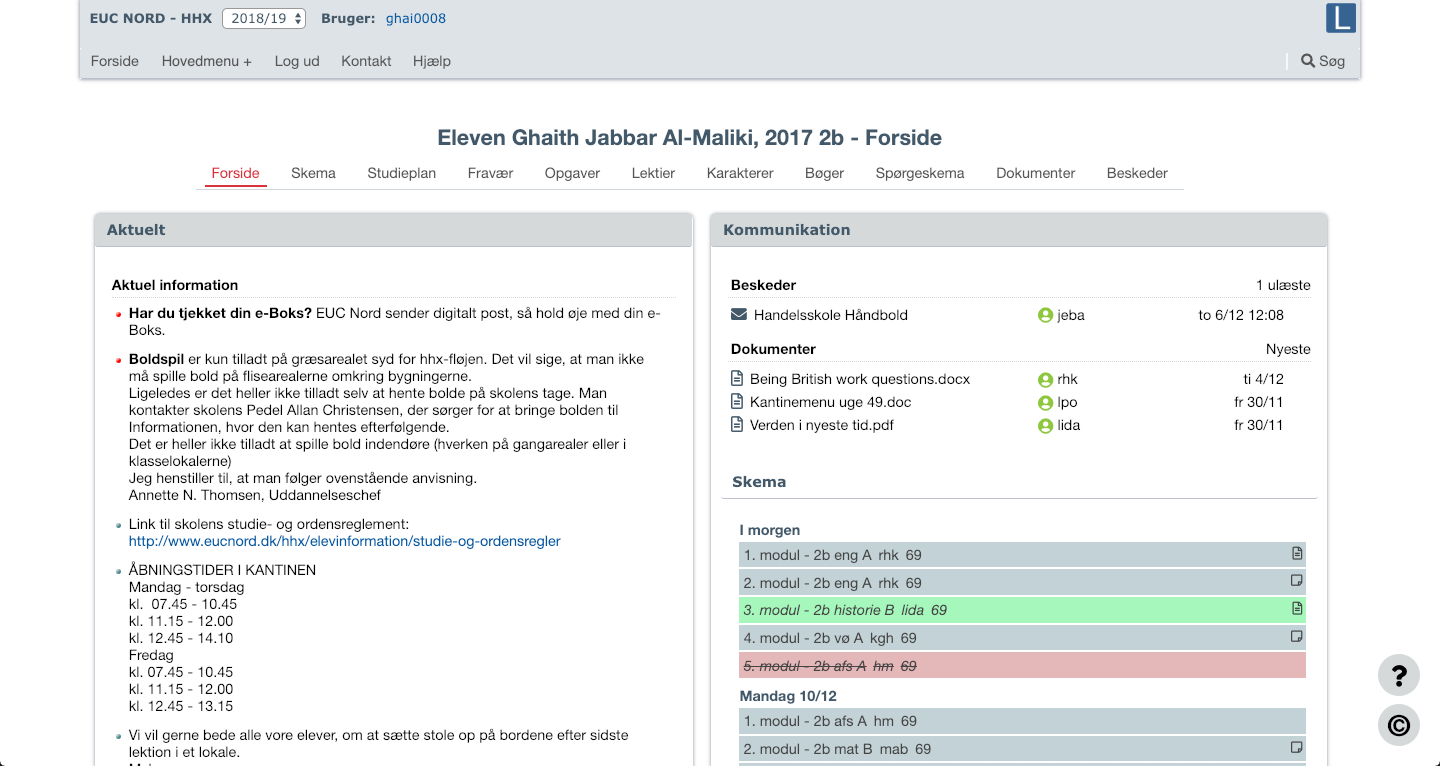 EUC NORD - HHX 2018/19 Bruger: ghai0008
L
Forside Hovedmenu + Log ud Kontakt Hjælp Søg
Eleven Ghaith Jabbar Al-Maliki, 2017 2b - Forside
Forside Skema Studieplan Fravær Opgaver Lektier Karakterer Bøger Spørgeskema Dokumenter Beskeder
Aktuelt
Aktuel information
Har du tjekket din e-Boks? EUC Nord sender digitalt post, så hold øje med din e-
Boks.
Boldspil er kun tilladt på græsarealet syd for hhx-fløjen. Det vil sige, at man ikke
må spille bold på flisearealerne omkring bygningerne.
Ligeledes er det heller ikke tilladt selv at hente bolde på skolens tage. Man
kontakter skolens Pedel Allan Christensen, der sørger for at bringe bolden til
Informationen, hvor den kan hentes efterfølgende.
Det er heller ikke tilladt at spille bold indendøre (hverken på gangarealer eller i
klasselokalerne)
Jeg henstiller til, at man følger ovenstående anvisning.
Annette N. Thomsen, Uddannelseschef
Link til skolens studie- og ordensreglement:
http://www.eucnord.dk/hhx/elevinformation/studie-og-ordensregler
ÅBNINGSTIDER I KANTINEN
Mandag - torsdag
kl. 07.45 - 10.45
kl. 11.15 - 12.00
kl. 12.45 - 14.10
Fredag
kl. 07.45 - 10.45
kl. 11.15 - 12.00
kl. 12.45 - 13.15
Vi vil gerne bede alle vore elever, om at sætte stole op på bordene efter sidste
lektion i et lokale.
Kommunikation
Beskeder 1 ulæste
Handelsskole Håndbold jeba to 6/12 12:08
Dokumenter Nyeste
Being British work questions.docx rhk ti 4/12
Kantinemenu uge 49.doc lpo fr 30/11
Verden i nyeste tid.pdf lida fr 30/11
Skema
I morgen
1. modul - 2b eng A rhk 69
2. modul - 2b eng A rhk 69
3. modul - 2b historie B lida 69
4. modul - 2b vø A kgh 69
5. modul - 2b afs A hm 69
Mandag 10/12
1. modul - 2b afs A hm 69
2. modul - 2b mat B mab 69
?
©